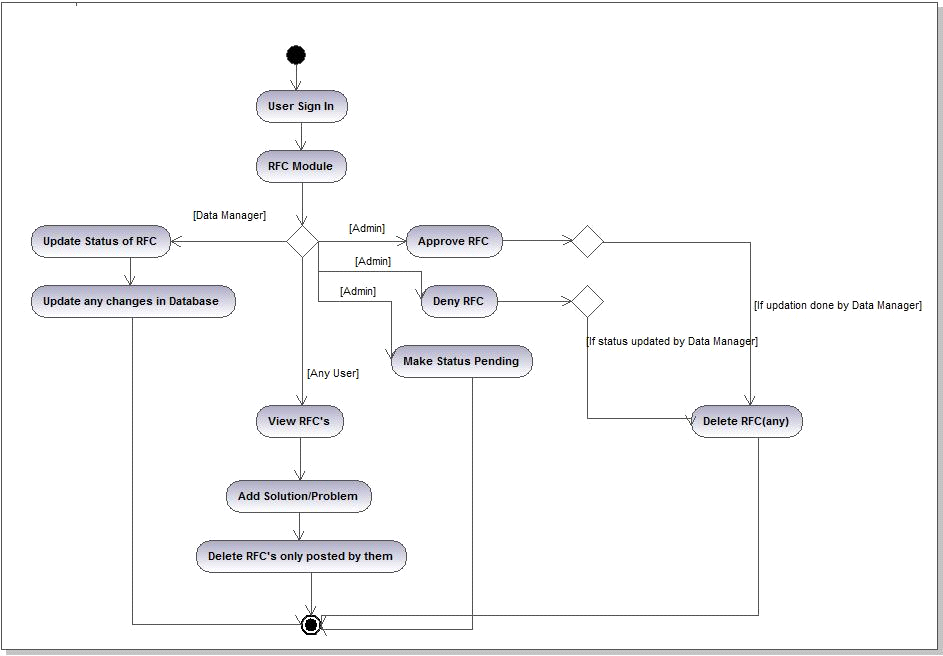 User Sign In
RFC Module
[Data Manager]
[Admin]
Update Status of RFC
Approve RFC
[Admin]
[Admin]
Update any changes in Database
Deny RFC
[If updation done by Data Manager]
[If status updated by Data Manager]
Make Status Pending
[Any User]
View RFC's
Delete RFC(any)
Add Solution/Problem
Delete RFC's only posted by them